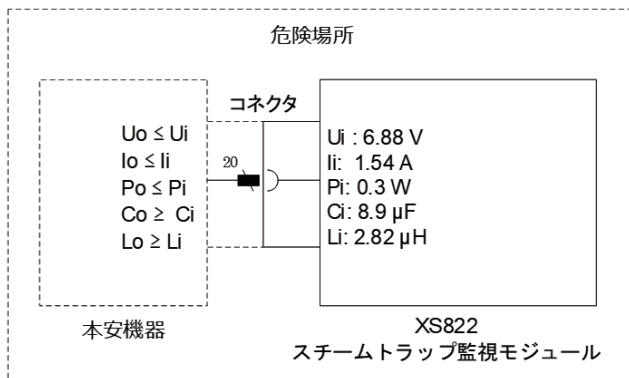 危険場所
コネクタ
Uo ≤ Ui
Io ≤ Ii
Po ≤ Pi
Co ≥ Ci
Lo ≥ Li
20
Ui : 6.88 V
Ii: 1.54 A
Pi: 0.3 W
Ci: 8.9 µF
Li: 2.82 µH
本安機器
XS822
スチームトラップ監視モジュール